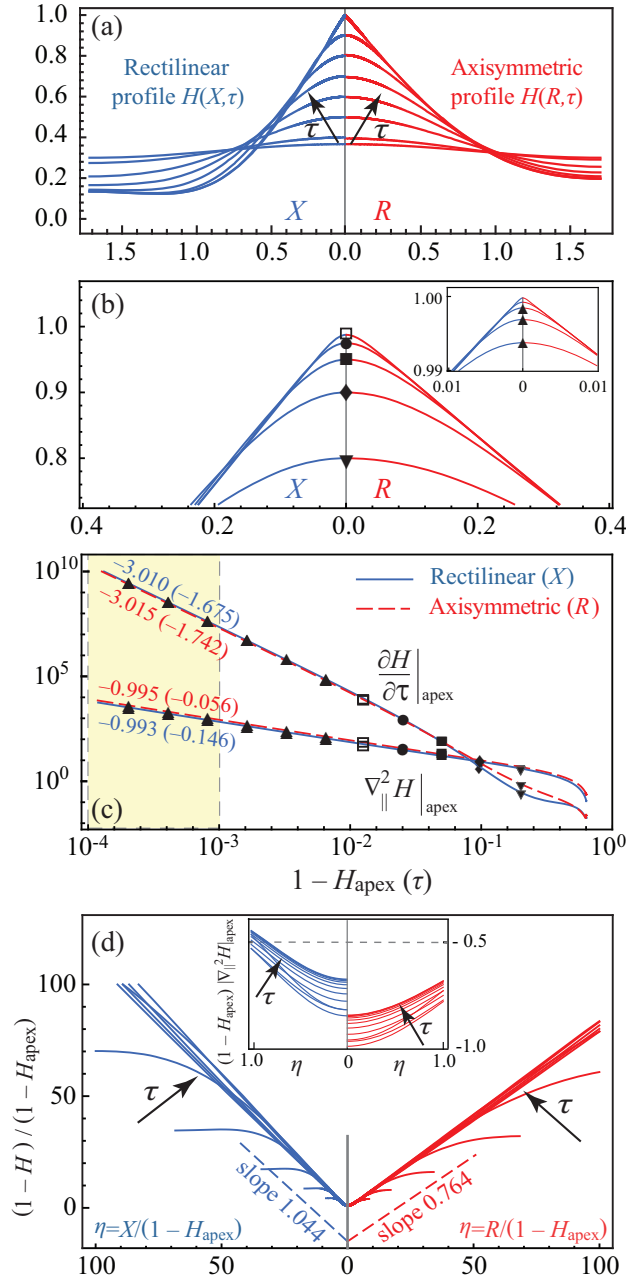 (a)
Rectilinear
profile H(X,τ)
Axisymmetric
profile H(R,τ)
τ
τ
X
R
1.0
0.8
0.6
0.4
0.2
0.0
1.5
1.0
0.5
0.0
0.5
1.0
1.5
(b)
1.0
0.9
0.8
X
R
0.4
0.2
0.0
0.2
0.4
1.00
0.99
0.01
0
0.01
10^10
10^5
10^0
−3.010 (−1.675)
−3.015 (−1.742)
−0.995 (−0.056)
−0.993 (−0.146)
Rectilinear (X)
Axisymmetric (R)
∂H/∂τ|apex
∇∥²H|apex
(c)
10^-4
10^-3
10^-2
10^-1
10^0
1 − Hapex (τ)
(d)
(1 − H) / (1 − Hapex)
100
50
0
τ
τ
slope 1.044
slope 0.764
η=X/(1 − Hapex)
η=R/(1 − Hapex)
100
50
0
50
100
(1 − Hapex) |∇∥²H|apex
- 0.5
-1.0
τ
τ
1.0
η
0
η
1.0